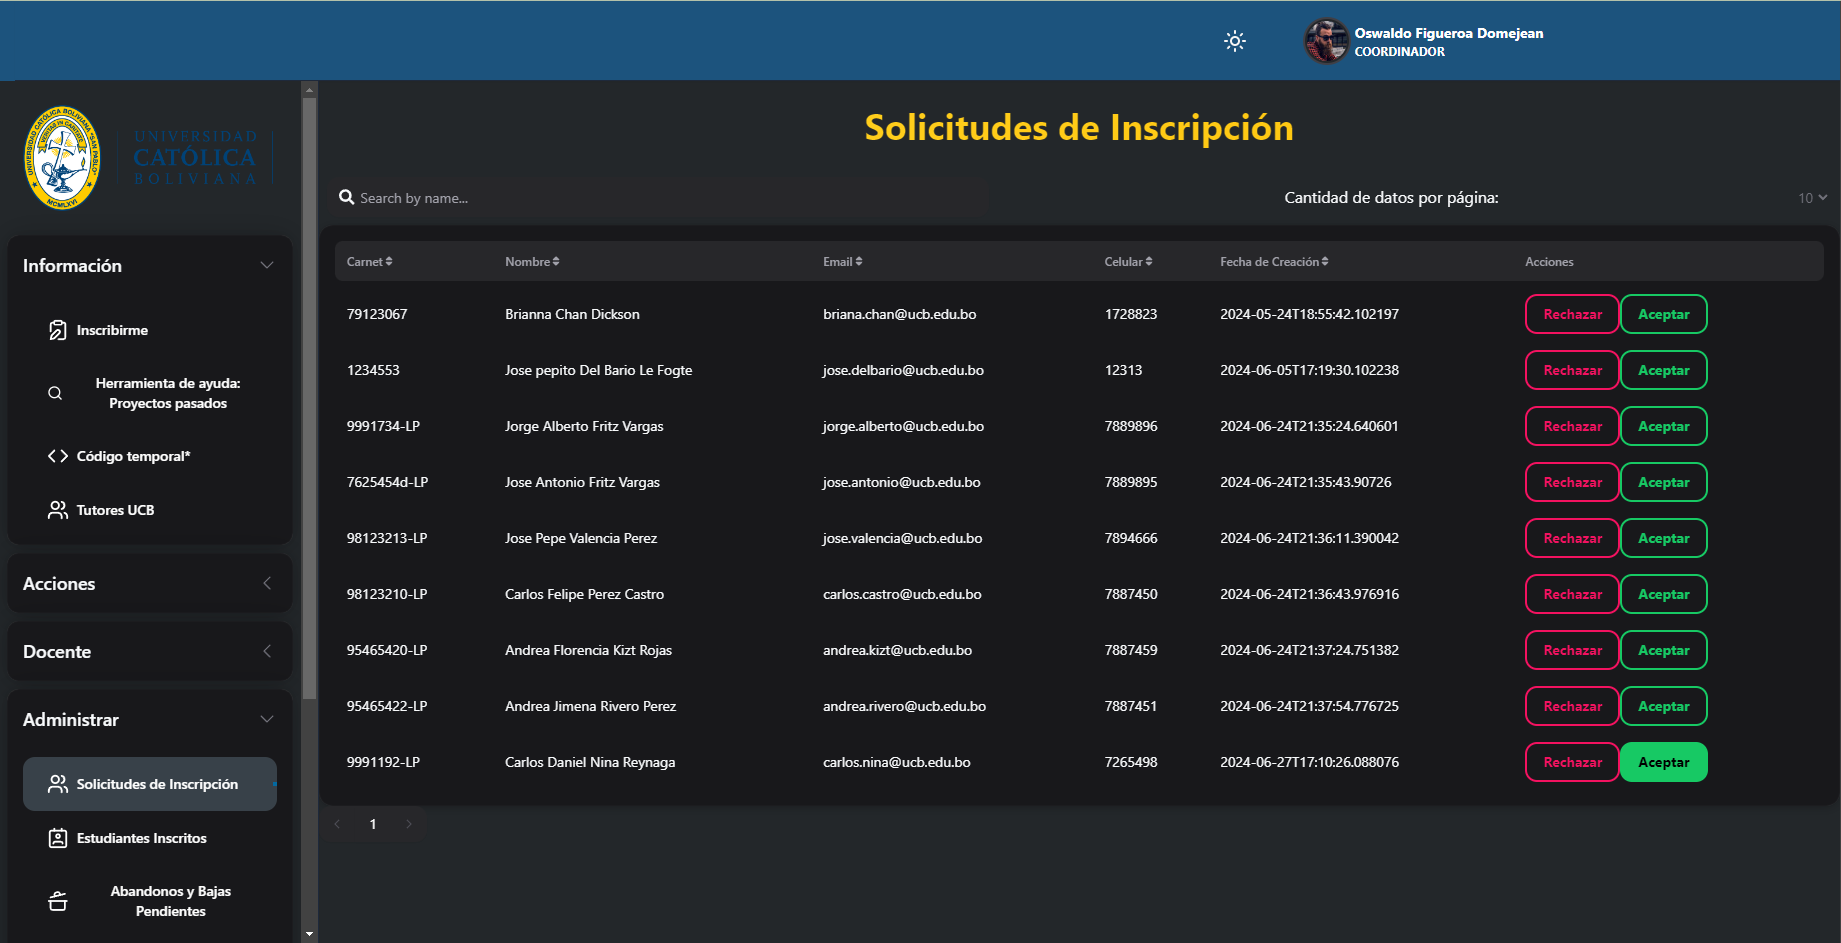 Oswaldo Figueroa Domejean
COORDINADOR
UNIVERSIDAD CATÓLICA BOLIVIANA "SAN PABLO"
MCMLXVI
UNIVERSIDAD
CATÓLICA
BOLIVIANA
Información
Inscribirme
Herramienta de ayuda:
Proyectos pasados
Código temporal*
Tutores UCB
Acciones
Docente
Administrar
Solicitudes de Inscripción
Estudiantes Inscritos
Abandonos y Bajas
Pendientes
Solicitudes de Inscripción
Search by name...
Cantidad de datos por página: 10
Carnet Nombre Email Celular Fecha de Creación Acciones
79123067 Brianna Chan Dickson briana.chan@ucb.edu.bo 1728823 2024-05-24T18:55:42.102197 Rechazar Aceptar
1234553 Jose pepito Del Bario Le Fogte jose.delbario@ucb.edu.bo 12313 2024-06-05T17:19:30.102238 Rechazar Aceptar
9991734-LP Jorge Alberto Fritz Vargas jorge.alberto@ucb.edu.bo 7889896 2024-06-24T21:35:24.640601 Rechazar Aceptar
7625454d-LP Jose Antonio Fritz Vargas jose.antonio@ucb.edu.bo 7889895 2024-06-24T21:35:43.90726 Rechazar Aceptar
98123213-LP Jose Pepe Valencia Perez jose.valencia@ucb.edu.bo 7894666 2024-06-24T21:36:11.390042 Rechazar Aceptar
98123210-LP Carlos Felipe Perez Castro carlos.castro@ucb.edu.bo 7887450 2024-06-24T21:36:43.976916 Rechazar Aceptar
95465420-LP Andrea Florencia Kizt Rojas andrea.kizt@ucb.edu.bo 7887459 2024-06-24T21:37:24.751382 Rechazar Aceptar
95465422-LP Andrea Jimena Rivero Perez andrea.rivero@ucb.edu.bo 7887451 2024-06-24T21:37:54.776725 Rechazar Aceptar
9991192-LP Carlos Daniel Nina Reynaga carlos.nina@ucb.edu.bo 7265498 2024-06-27T17:10:26.088076 Rechazar Aceptar
1